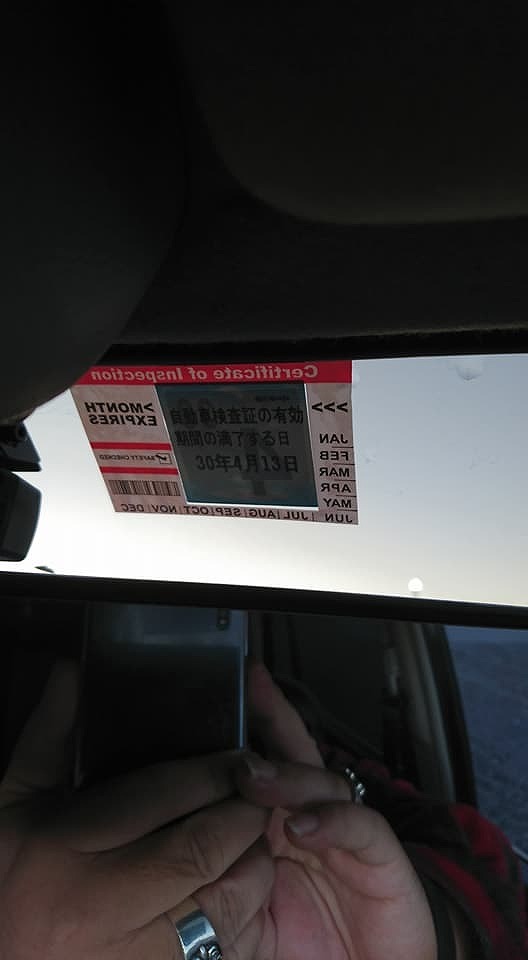 Certificate of Inspection
>MONTH
EXPIRES
SAFETY CHECKED
自動車検査証の有効
期間の満了する日
30年4月13日
>>>
JAN
FEB
MAR
APR
MAY
JUN
JUL AUG SEP OCT NOV DEC